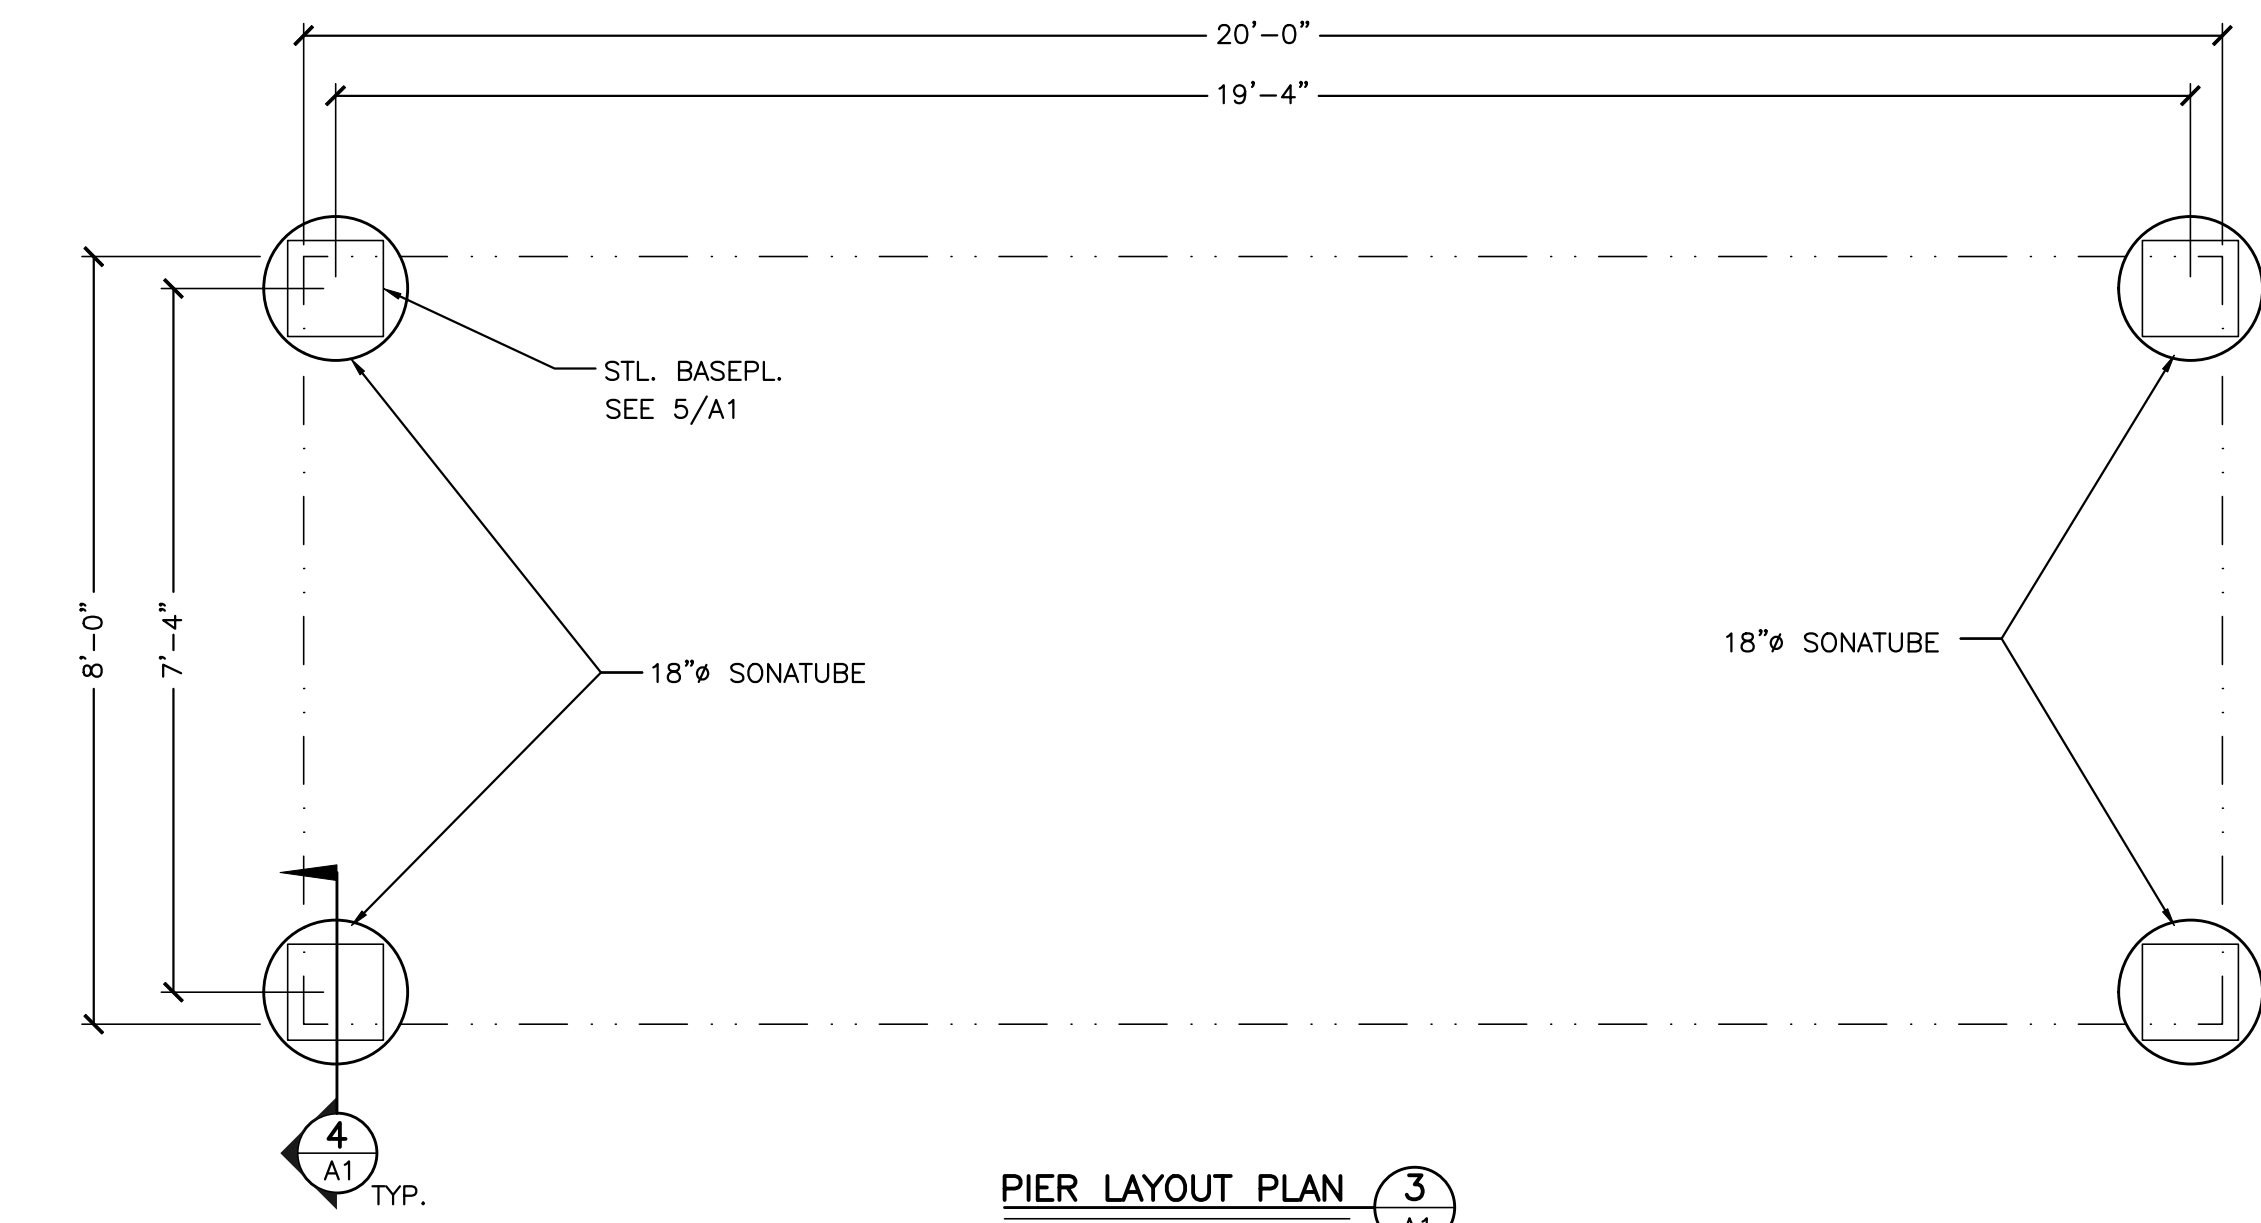 20'-0"
19'-4"
STL. BASEPL.
SEE 5/A1
8'-0"
7'-4"
18"ø SONATUBE
18"ø SONATUBE
4
A1
TYP.
PIER LAYOUT PLAN
3
A1